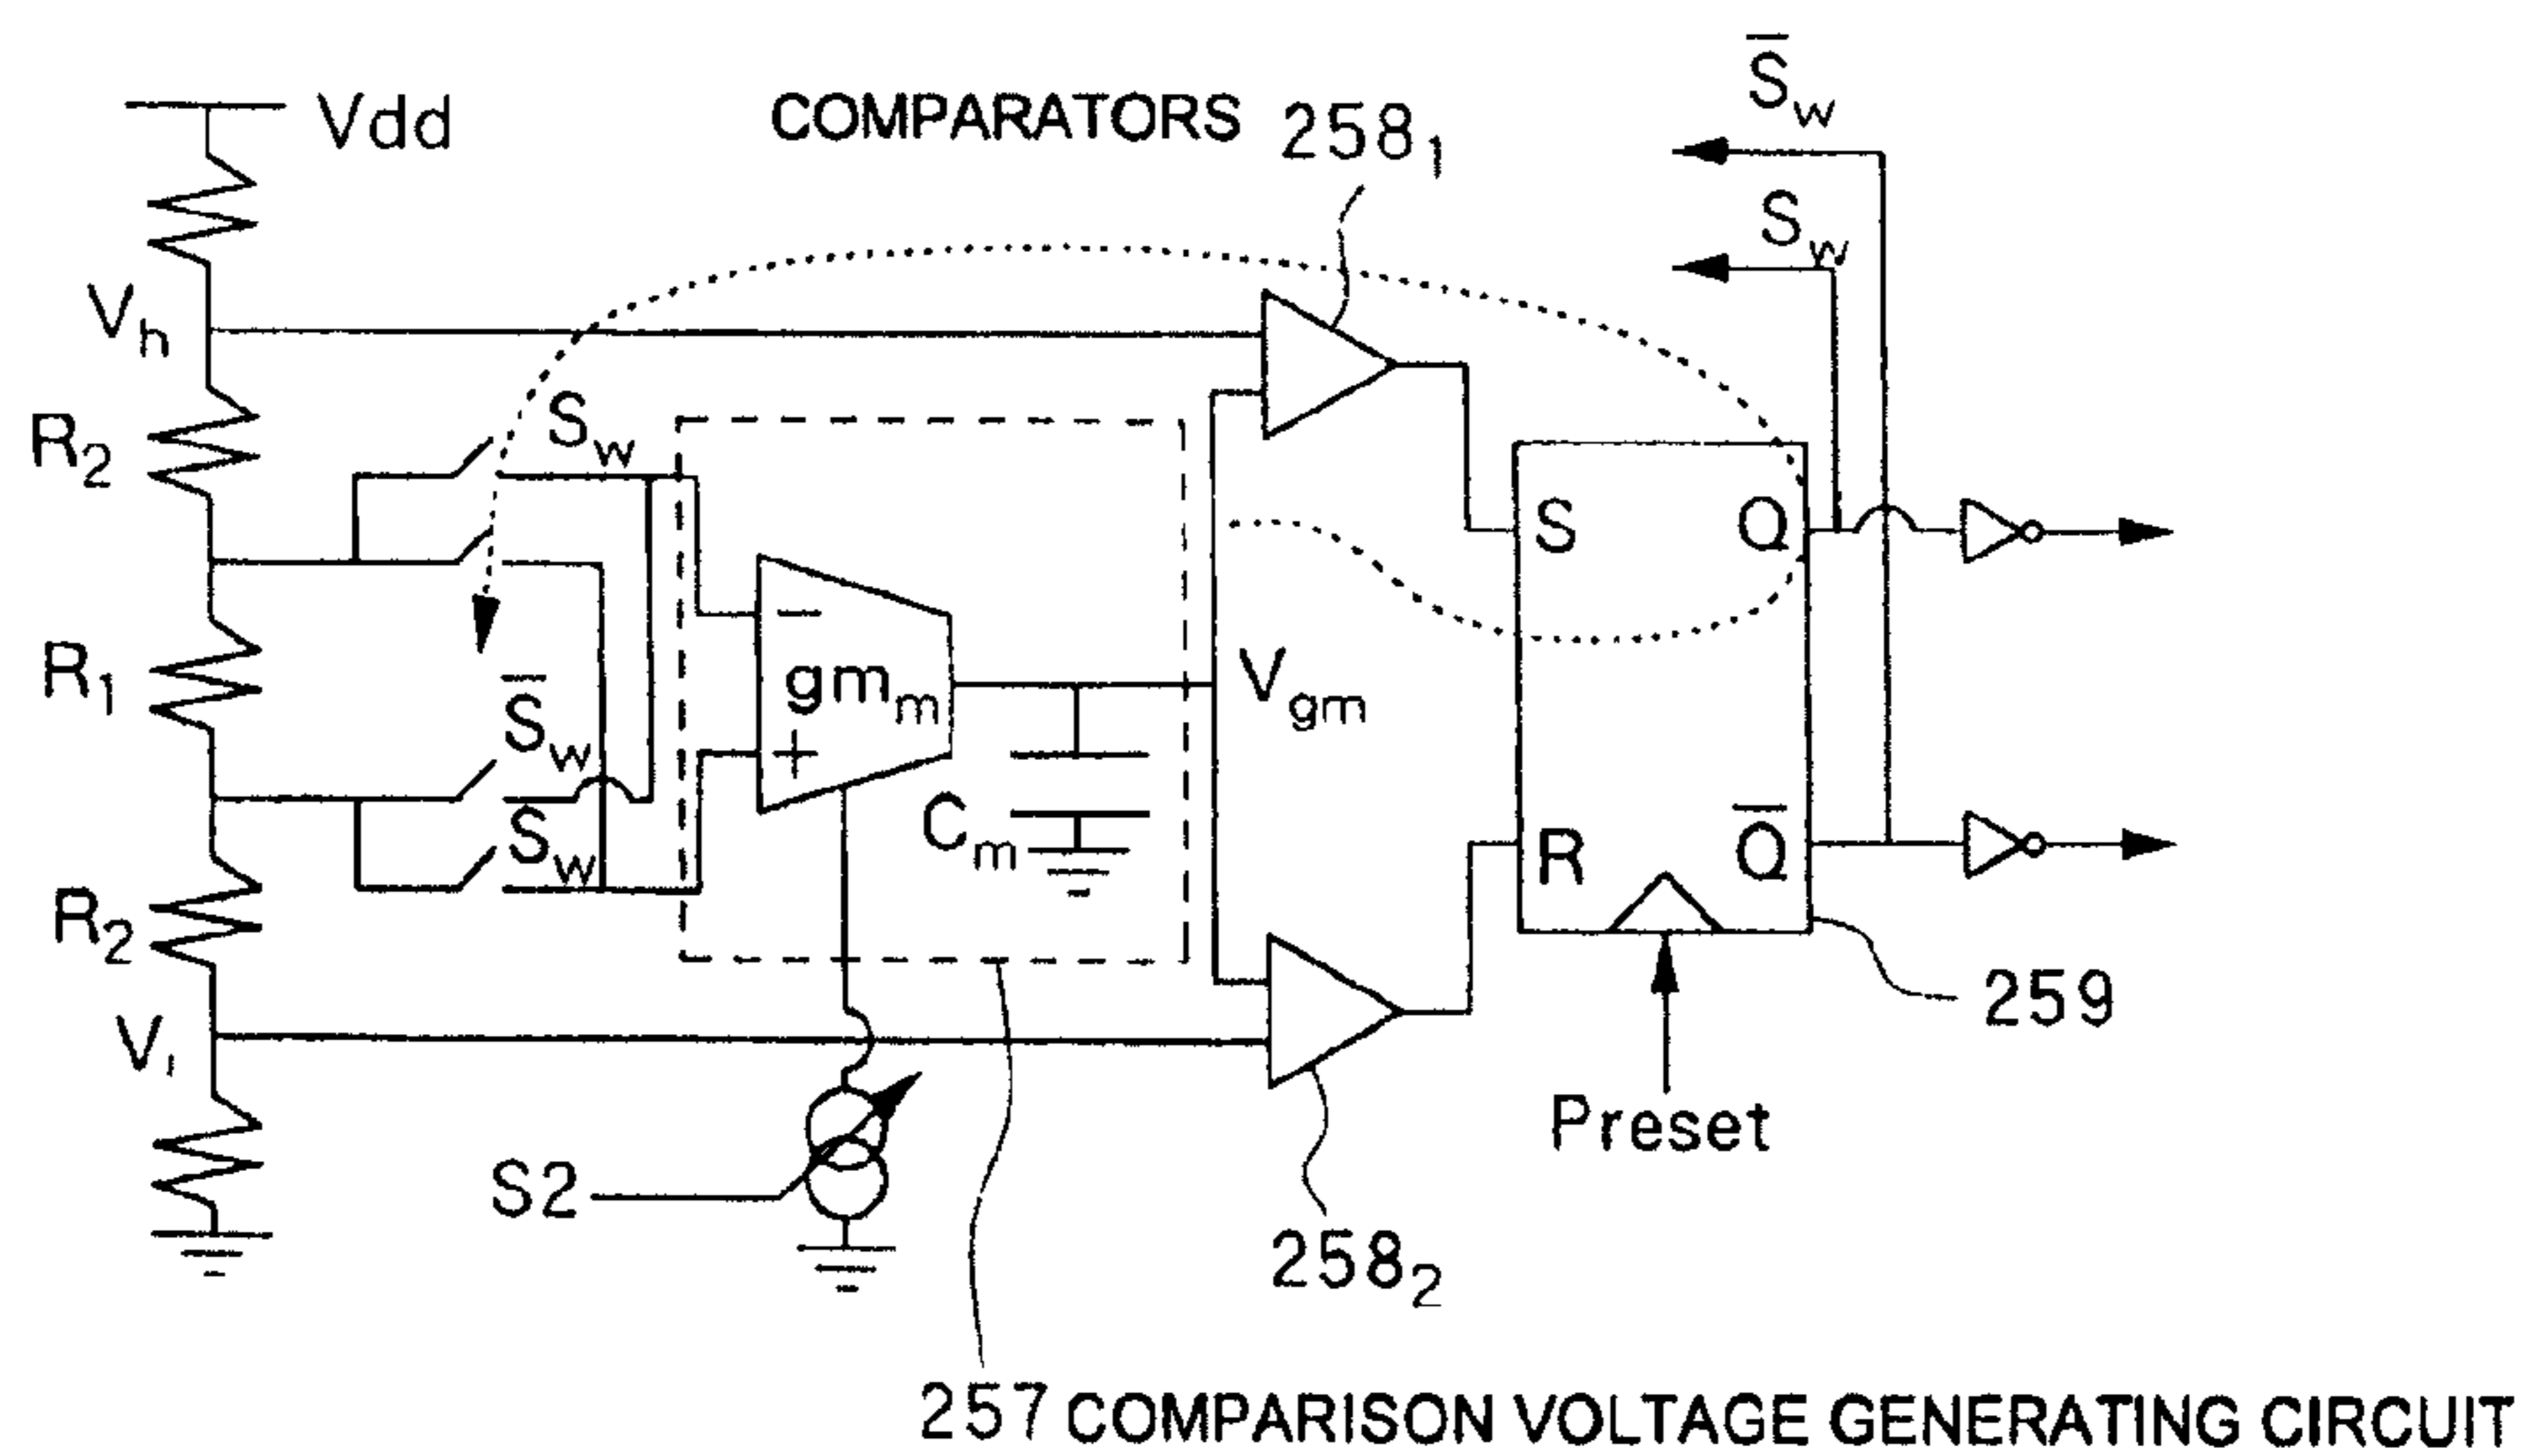 S̅w
Vdd
COMPARATORS 258₁
Sw
Vh
R₂
Sw
S
Q
R₁
−
gmm
Vgm
S̅w
+
Cm
Sw
R
Q̅
R₂
259
Vl
Preset
S2
258₂
257 COMPARISON VOLTAGE GENERATING CIRCUIT